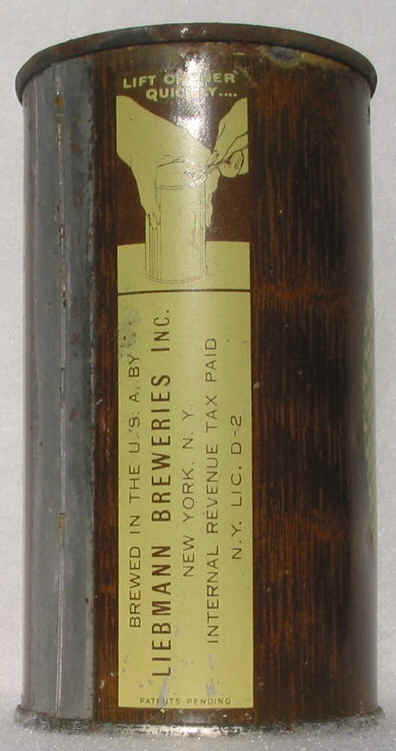 LIFT OPENER
QUICKLY....
BREWED IN THE U.S.A. BY
LIEBMANN BREWERIES INC.
NEW YORK. N. Y.
INTERNAL REVENUE TAX PAID
N.Y. LIC. D-2
PATENTS PENDING